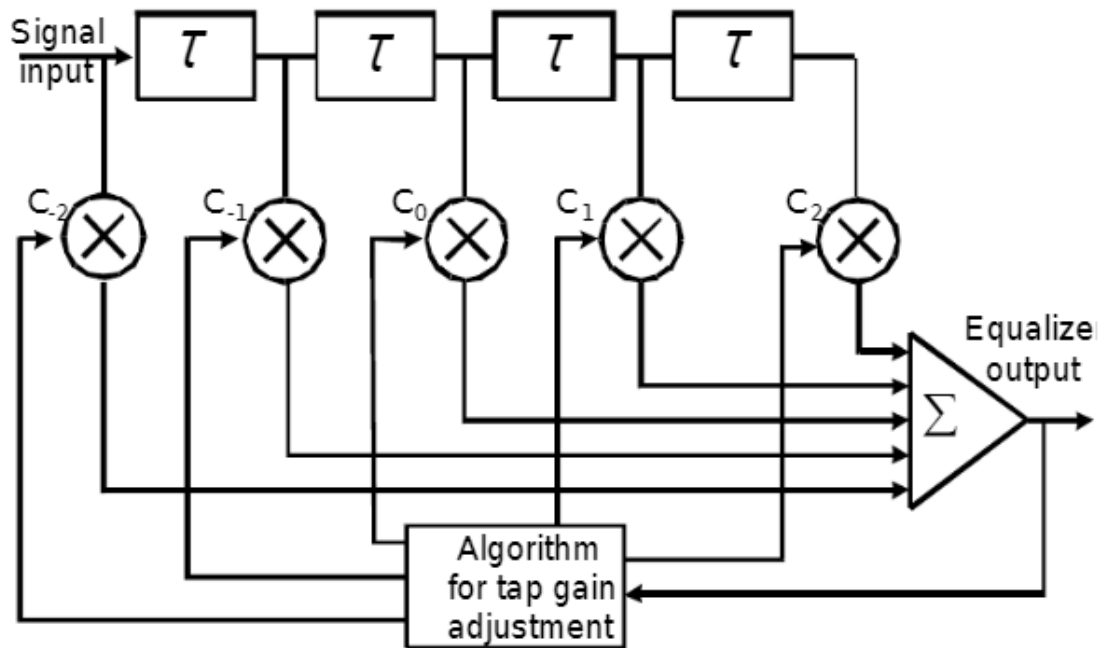 Signal
input
τ
τ
τ
τ
C-2
C-1
C0
C1
C2
Equalizer
output
Σ
Algorithm
for tap gain
adjustment